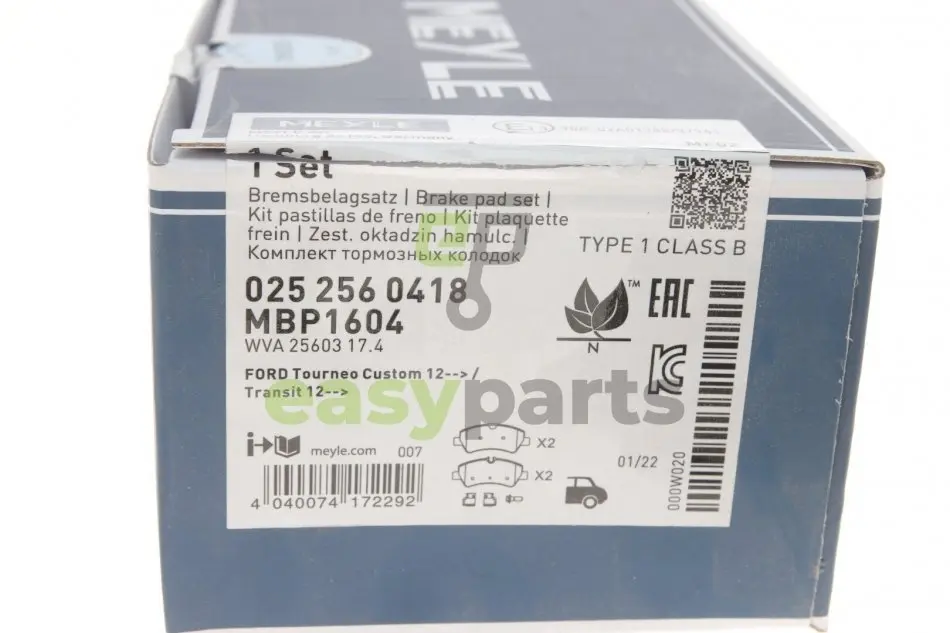 MEYLE
MEYLE
1 Set
Bremsbelagsatz | Brake pad set |
Kit pastillas de freno | Kit plaquette
frein | Zest. okładzin hamulc.
Комплект тормозных колодок
TYPE 1 CLASS B
025 256 0418
MBP1604
WVA 25603 17.4
FORD Tourneo Custom 12--> /
Transit 12-->
TM
N
EAC
meyle.com 007
X2
X2
01/22
4 040074 172292
000W020
easyparts